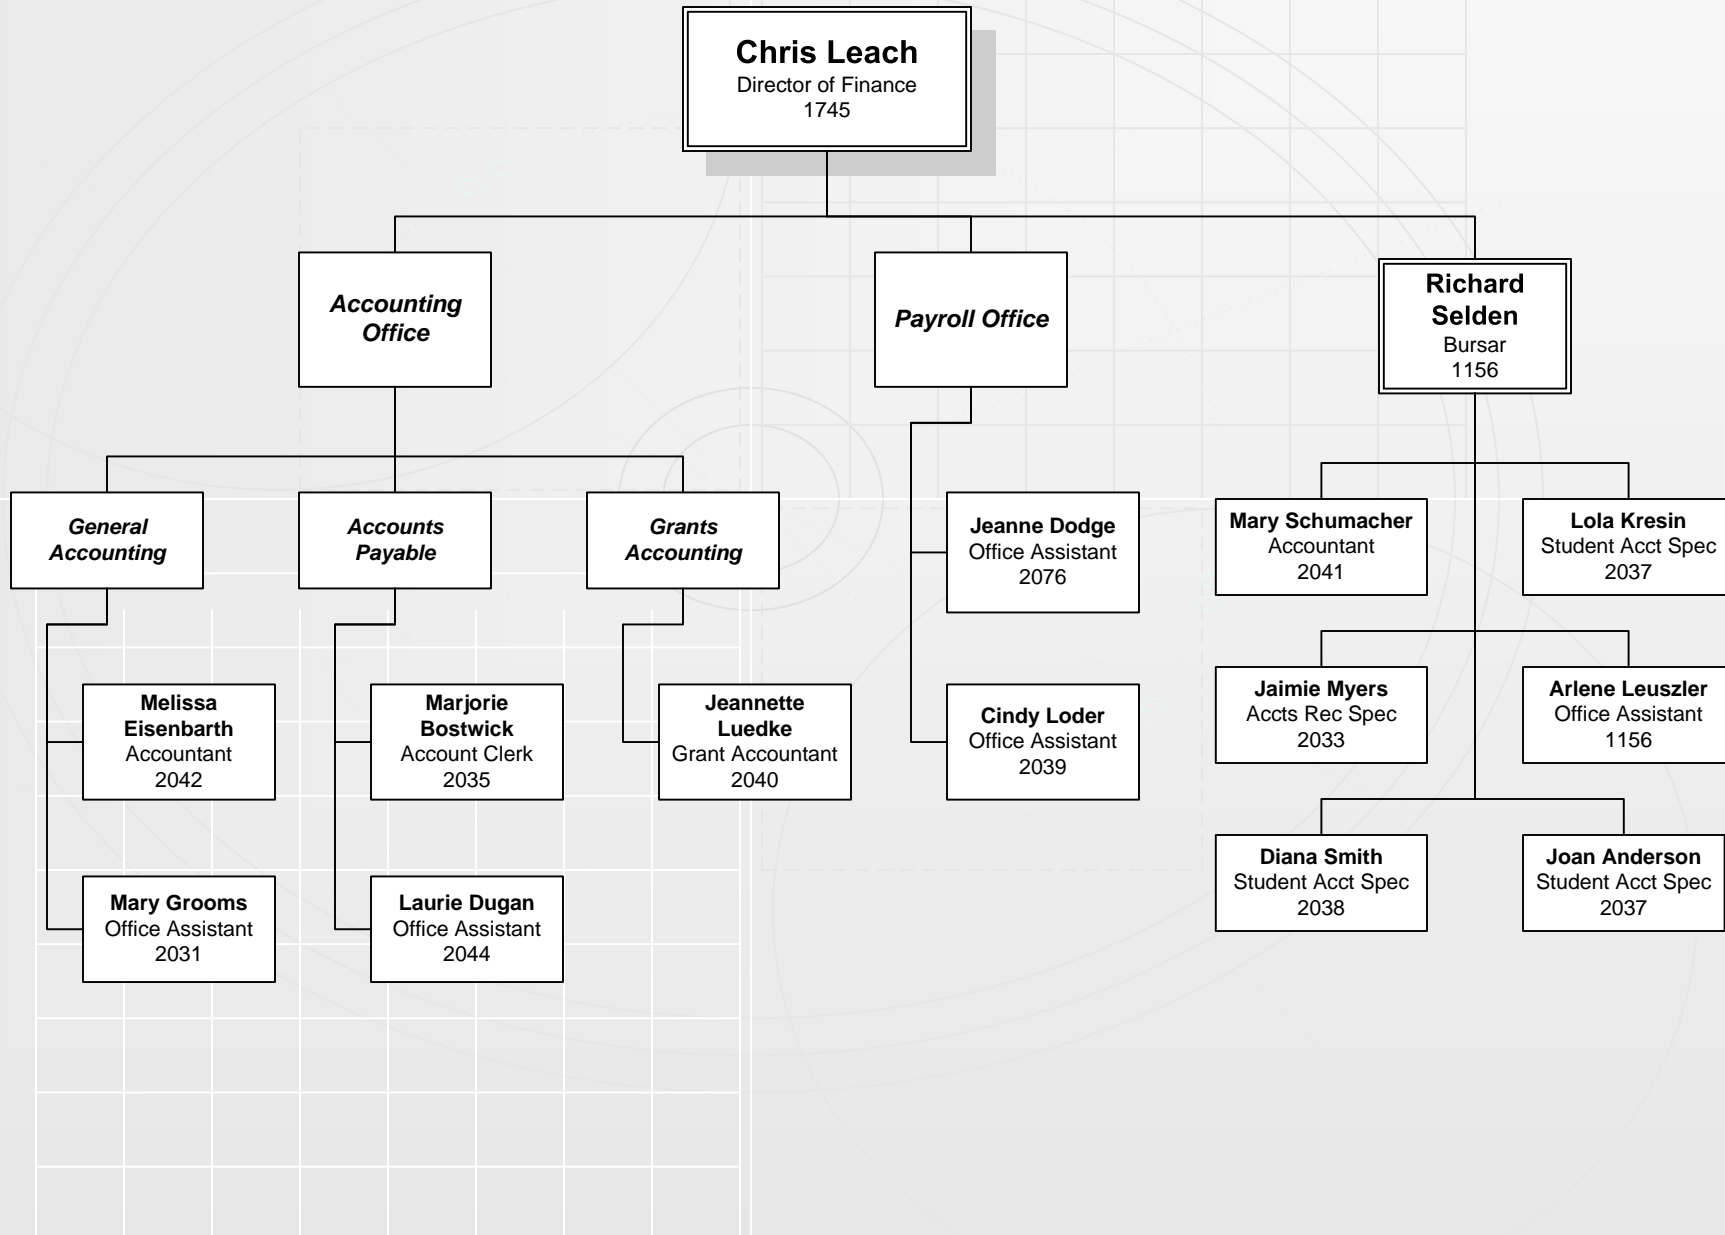 Chris Leach
Director of Finance
1745
Accounting
Office
Payroll Office
Richard
Selden
Bursar
1156
General
Accounting
Accounts
Payable
Grants
Accounting
Jeanne Dodge
Office Assistant
2076
Mary Schumacher
Accountant
2041
Lola Kresin
Student Acct Spec
2037
Melissa
Eisenbarth
Accountant
2042
Marjorie
Bostwick
Account Clerk
2035
Jeannette
Luedke
Grant Accountant
2040
Cindy Loder
Office Assistant
2039
Jaimie Myers
Accts Rec Spec
2033
Arlene Leuszler
Office Assistant
1156
Mary Grooms
Office Assistant
2031
Laurie Dugan
Office Assistant
2044
Diana Smith
Student Acct Spec
2038
Joan Anderson
Student Acct Spec
2037